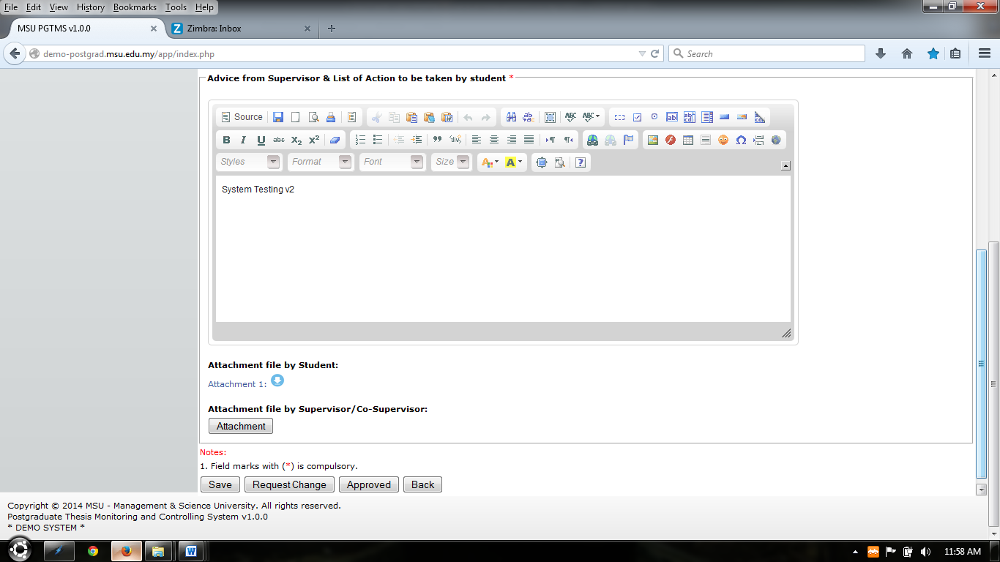 File Edit View History Bookmarks Tools Help
MSU PGTMS v1.0.0 Zimbra: Inbox
demo-postgrad.msu.edu.my/app/index.php Search
Advice from Supervisor & List of Action to be taken by student *
Source
Styles Format Font Size
System Testing v2
Attachment file by Student:
Attachment 1:
Attachment file by Supervisor/Co-Supervisor:
Attachment
Notes:
1. Field marks with (*) is compulsory.
Save Request Change Approved Back
Copyright © 2014 MSU - Management & Science University. All rights reserved.
Postgraduate Thesis Monitoring and Controlling System v1.0.0
* DEMO SYSTEM *
11:58 AM